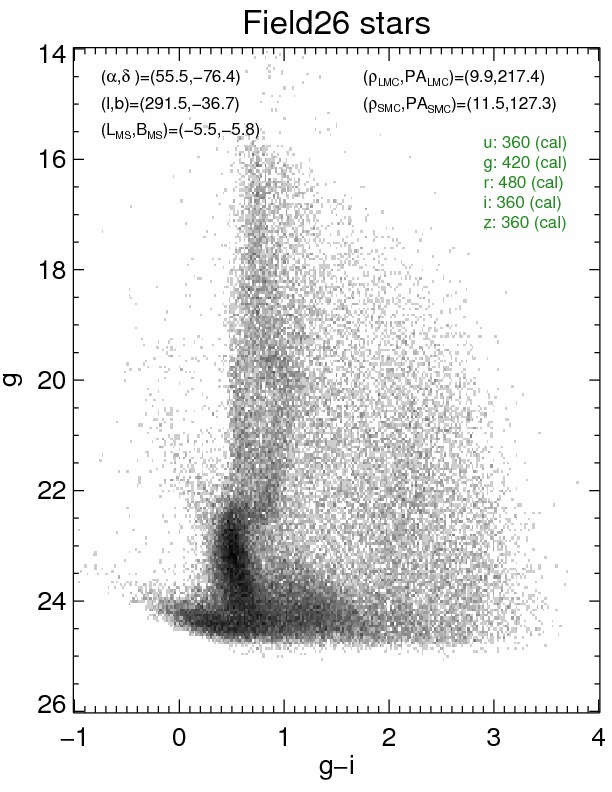 Field26 stars
14
(α,δ )=(55.5,−76.4)
(ρLMC,PALMC)=(9.9,217.4)
(l,b)=(291.5,−36.7)
(ρSMC,PASMC)=(11.5,127.3)
(LMS,BMS)=(−5.5,−5.8)
u: 360 (cal)
g: 420 (cal)
r: 480 (cal)
i: 360 (cal)
z: 360 (cal)
16
18
20
22
24
26
g
−1 0 1 2 3 4
g−i